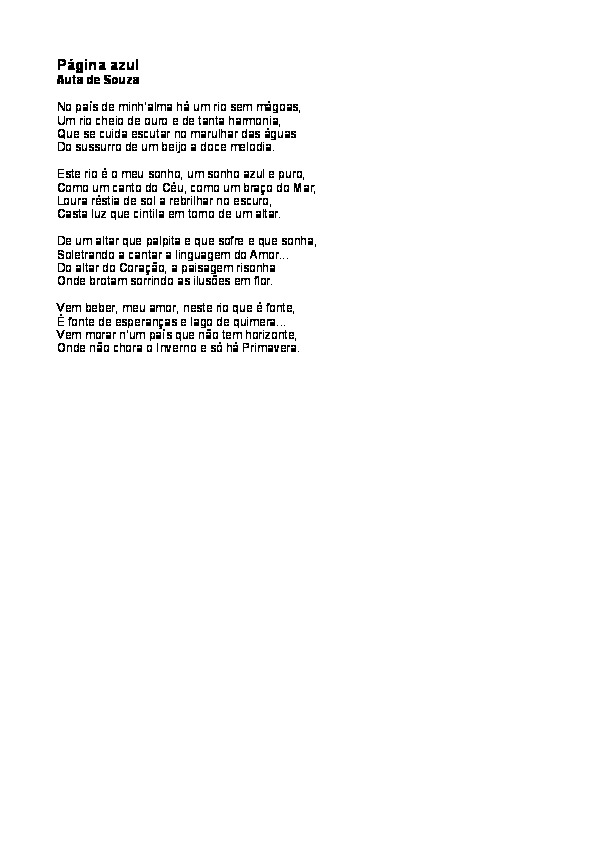 Página azul
Auta de Souza
No país de minh'alma há um rio sem mágoas,
Um rio cheio de ouro e de tanta harmonia,
Que se cuida escutar no marulhar das águas
Do sussurro de um beijo a doce melodia.
Este rio é o meu sonho, um sonho azul e puro,
Como um canto do Céu, como um braço do Mar,
Loura réstia de sol a rebrilhar no escuro,
Casta luz que cintila em torno de um altar.
De um altar que palpita e que sofre e que sonha,
Soletrando a cantar a linguagem do Amor...
Do altar do Coração, a paisagem risonha
Onde brotam sorrindo as ilusões em flor.
Vem beber, meu amor, neste rio que é fonte,
É fonte de esperanças e lago de quimera...
Vem morar n'um país que não tem horizonte,
Onde não chora o Inverno e só há Primavera.